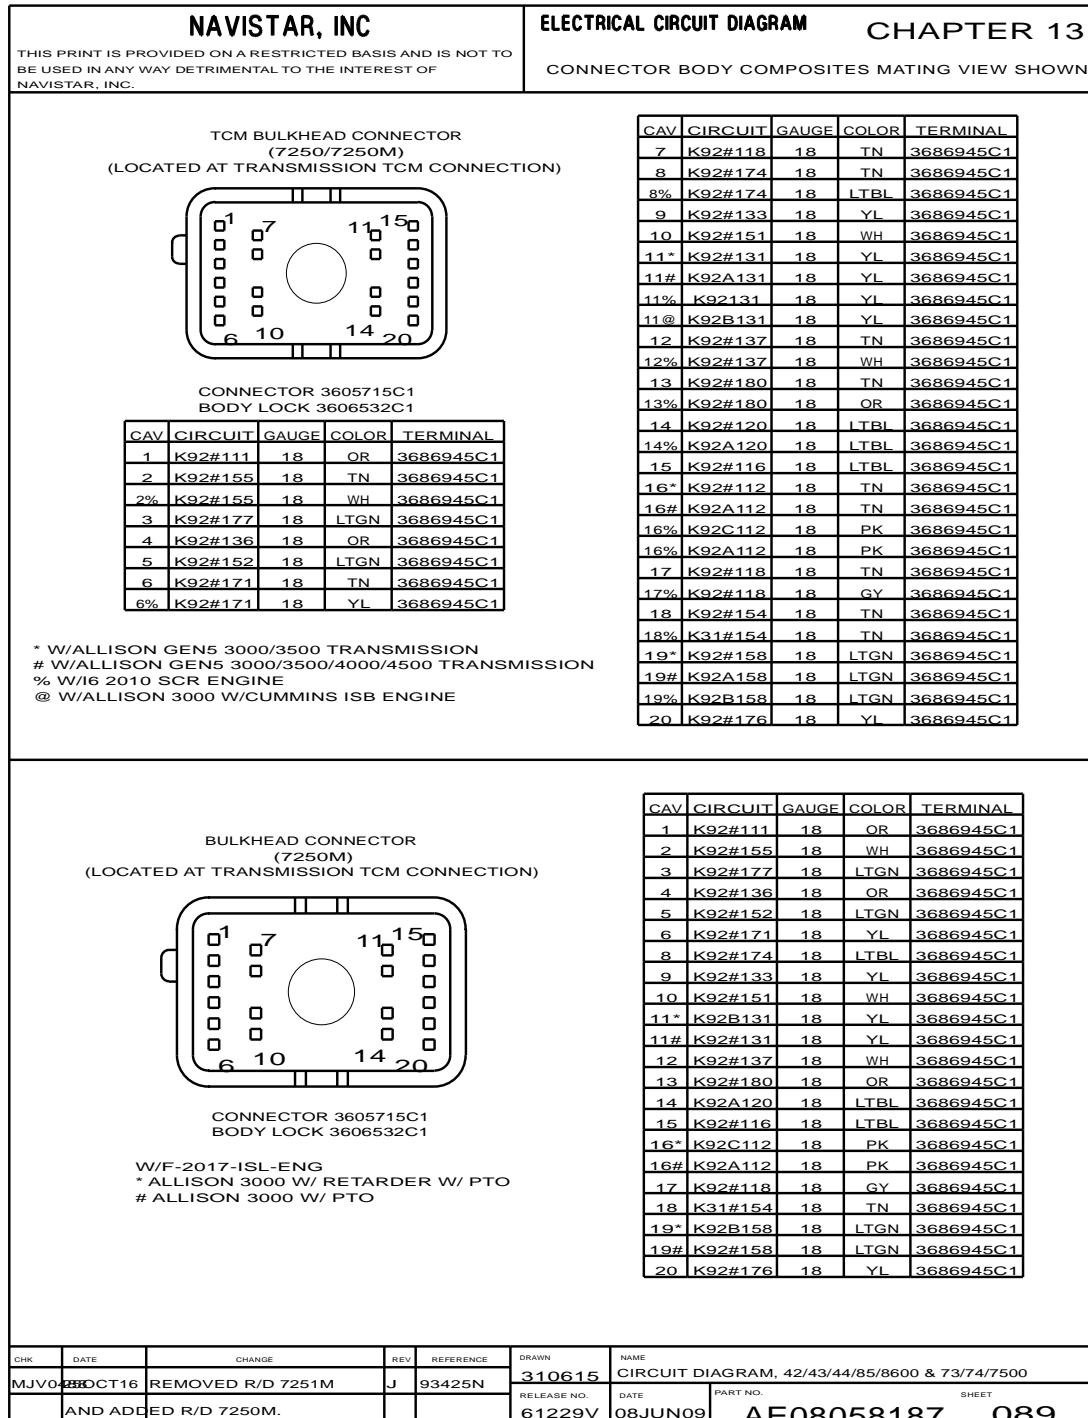 NAVISTAR, INC
THIS PRINT IS PROVIDED ON A RESTRICTED BASIS AND IS NOT TO
BE USED IN ANY WAY DETRIMENTAL TO THE INTEREST OF
NAVISTAR, INC.
ELECTRICAL CIRCUIT DIAGRAM
CHAPTER 13
CONNECTOR BODY COMPOSITES MATING VIEW SHOWN
TCM BULKHEAD CONNECTOR
(7250/7250M)
(LOCATED AT TRANSMISSION TCM CONNECTION)
1 7 11 15
6 10 14 20
CONNECTOR 3605715C1
BODY LOCK 3606532C1
CAV CIRCUIT GAUGE COLOR TERMINAL
1 K92#111 18 OR 3686945C1
2 K92#155 18 TN 3686945C1
2% K92#155 18 WH 3686945C1
3 K92#177 18 LTGN 3686945C1
4 K92#136 18 OR 3686945C1
5 K92#152 18 LTGN 3686945C1
6 K92#171 18 TN 3686945C1
6% K92#171 18 YL 3686945C1
* W/ALLISON GEN5 3000/3500 TRANSMISSION
# W/ALLISON GEN5 3000/3500/4000/4500 TRANSMISSION
% W/I6 2010 SCR ENGINE
@ W/ALLISON 3000 W/CUMMINS ISB ENGINE
CAV CIRCUIT GAUGE COLOR TERMINAL
7 K92#118 18 TN 3686945C1
8 K92#174 18 TN 3686945C1
8% K92#174 18 LTBL 3686945C1
9 K92#133 18 YL 3686945C1
10 K92#151 18 WH 3686945C1
11* K92#131 18 YL 3686945C1
11# K92A131 18 YL 3686945C1
11% K92131 18 YL 3686945C1
11@ K92B131 18 YL 3686945C1
12 K92#137 18 TN 3686945C1
12% K92#137 18 WH 3686945C1
13 K92#180 18 TN 3686945C1
13% K92#180 18 OR 3686945C1
14 K92#120 18 LTBL 3686945C1
14% K92A120 18 LTBL 3686945C1
15 K92#116 18 LTBL 3686945C1
16* K92#112 18 TN 3686945C1
16# K92A112 18 TN 3686945C1
16% K92C112 18 PK 3686945C1
16% K92A112 18 PK 3686945C1
17 K92#118 18 TN 3686945C1
17% K92#118 18 GY 3686945C1
18 K92#154 18 TN 3686945C1
18% K31#154 18 TN 3686945C1
19* K92#158 18 LTGN 3686945C1
19# K92A158 18 LTGN 3686945C1
19% K92B158 18 LTGN 3686945C1
20 K92#176 18 YL 3686945C1
BULKHEAD CONNECTOR
(7250M)
(LOCATED AT TRANSMISSION TCM CONNECTION)
1 7 11 15
6 10 14 20
CONNECTOR 3605715C1
BODY LOCK 3606532C1
W/F-2017-ISL-ENG
* ALLISON 3000 W/ RETARDER W/ PTO
# ALLISON 3000 W/ PTO
CAV CIRCUIT GAUGE COLOR TERMINAL
1 K92#111 18 OR 3686945C1
2 K92#155 18 WH 3686945C1
3 K92#177 18 LTGN 3686945C1
4 K92#136 18 OR 3686945C1
5 K92#152 18 LTGN 3686945C1
6 K92#171 18 YL 3686945C1
8 K92#174 18 LTBL 3686945C1
9 K92#133 18 YL 3686945C1
10 K92#151 18 WH 3686945C1
11* K92B131 18 YL 3686945C1
11# K92#131 18 YL 3686945C1
12 K92#137 18 WH 3686945C1
13 K92#180 18 OR 3686945C1
14 K92A120 18 LTBL 3686945C1
15 K92#116 18 LTBL 3686945C1
16* K92C112 18 PK 3686945C1
16# K92A112 18 PK 3686945C1
17 K92#118 18 GY 3686945C1
18 K31#154 18 TN 3686945C1
19* K92B158 18 LTGN 3686945C1
19# K92#158 18 LTGN 3686945C1
20 K92#176 18 YL 3686945C1
CHK DATE CHANGE REV REFERENCE
OCT16 REMOVED R/D 7251M J 93425N
AND ADDED R/D 7250M.
DRAWN
310615
NAME
CIRCUIT DIAGRAM, 42/43/44/85/8600 & 73/74/7500
RELEASE NO.
61229V
DATE
08JUN09
PART NO.
AE08058187
SHEET
089